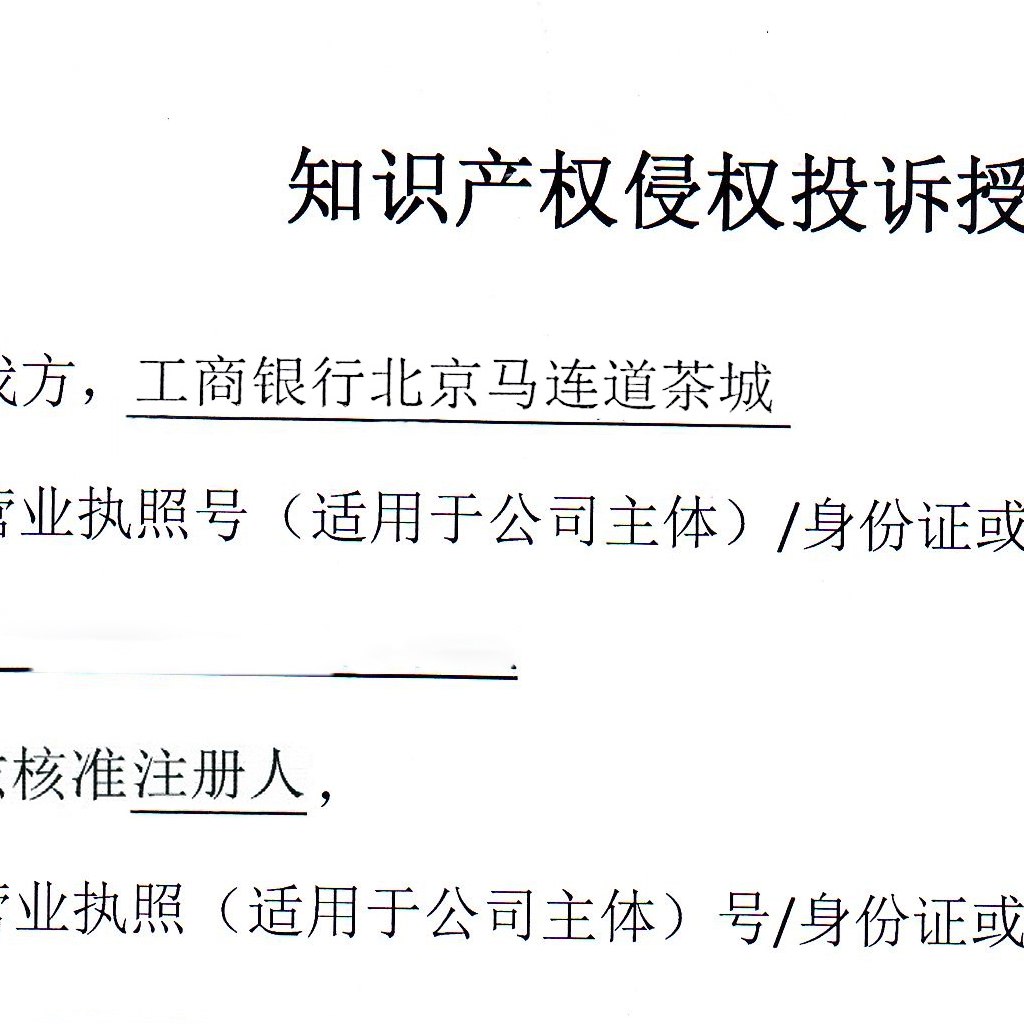 知识产权侵权投诉授
我方，工商银行北京马连道茶城
营业执照号（适用于公司主体）/身份证或
核准注册人，
营业执照（适用于公司主体）号/身份证或